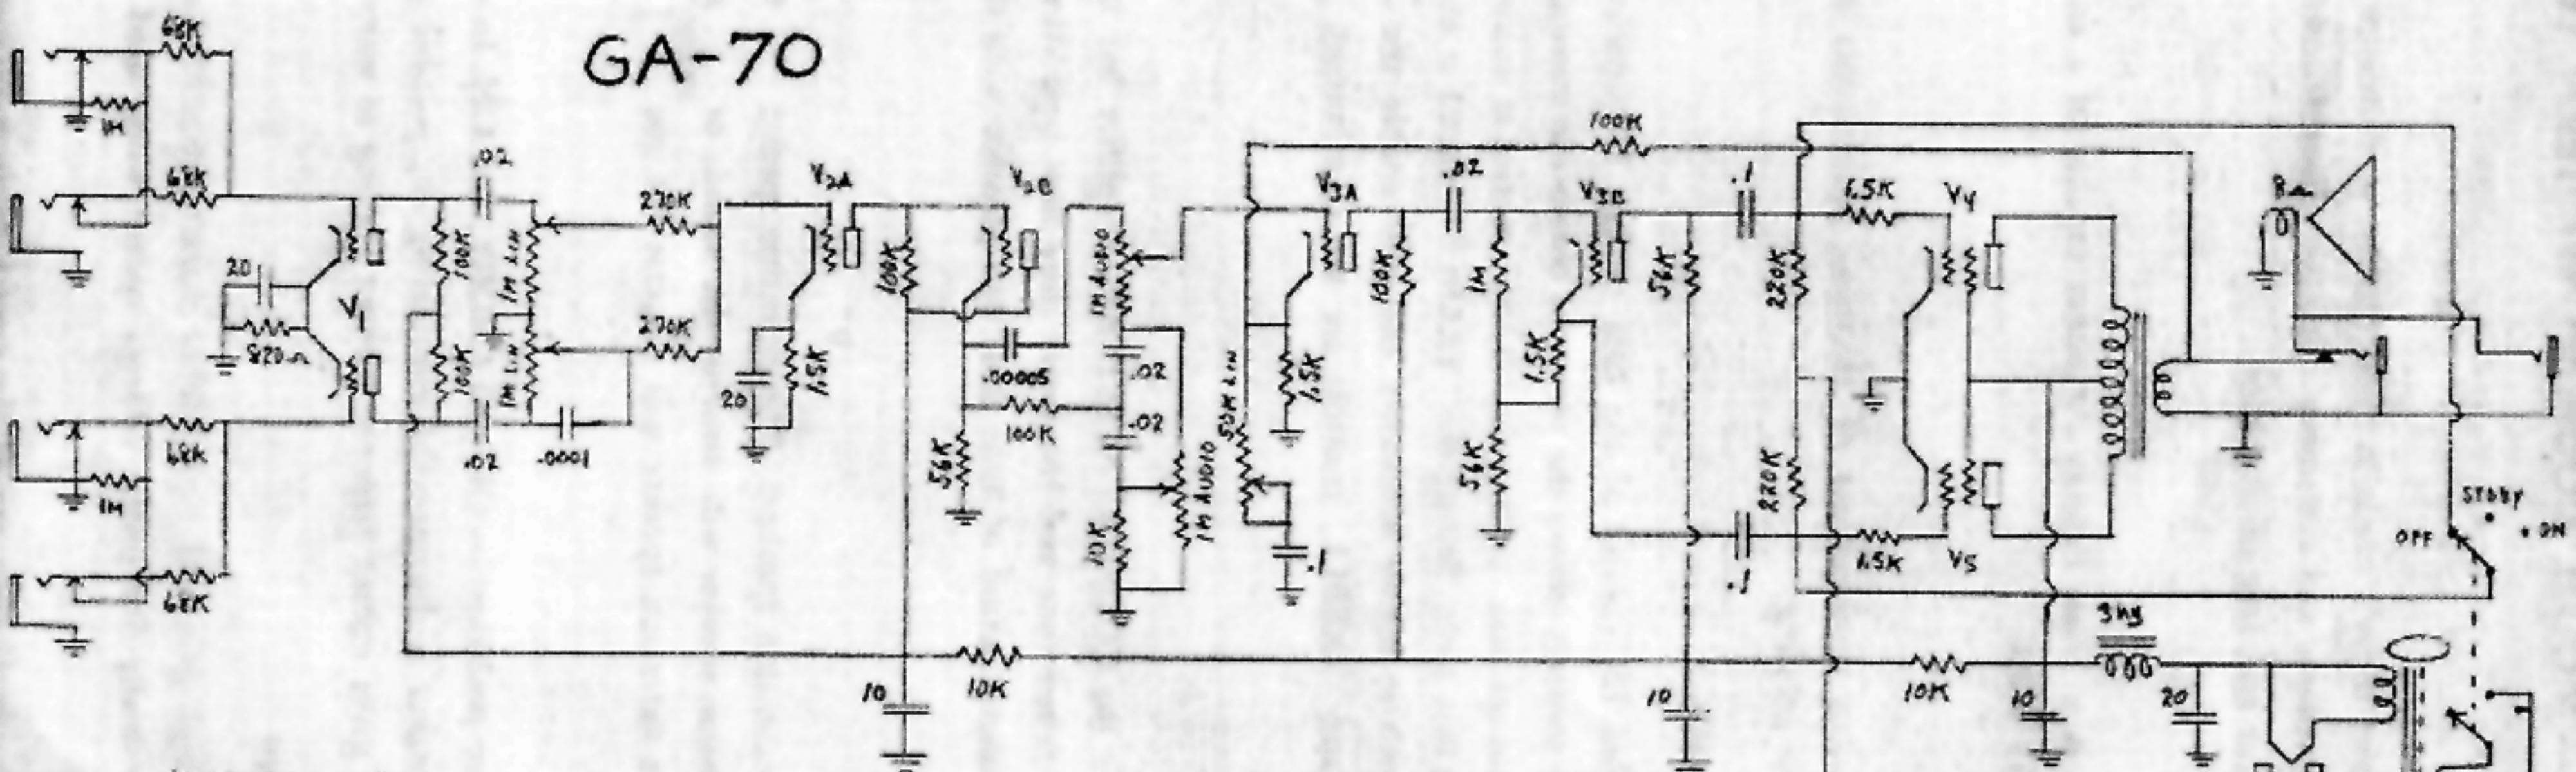 GA-70
68K
1M
68K
.02
270K
V2A
V2B
100K
V3A
.02
V3B
.1
1.5K
V4
8Ω
20
820Ω
V1
100K
100K
1M LIN
1M LIN
270K
20
1.5K
100K
.00005
100K
56K
1M AUDIO
.02
.02
10K
1M AUDIO
50K LIN
1.5K
.1
100K
1M
1.5K
56K
56K
220K
220K
.1
1.5K
V5
68K
1M
68K
.02
.0001
STDBY
OFF
ON
10
10K
10
10K
10
3hy
20